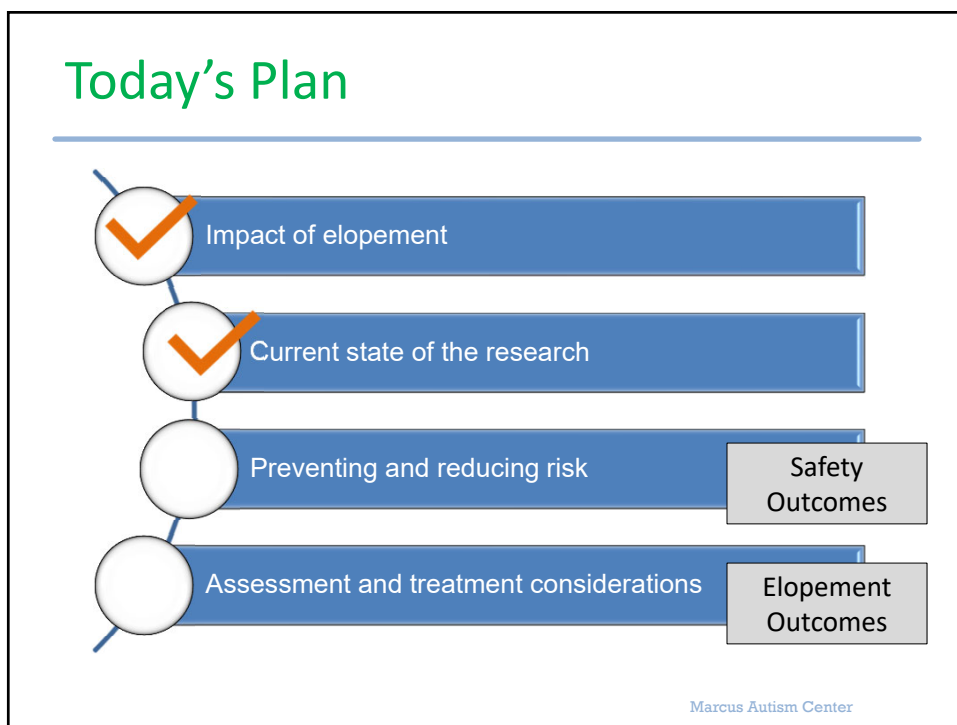 Today’s Plan
Impact of elopement
Current state of the research
Preventing and reducing risk
Safety
Outcomes
Assessment and treatment considerations
Elopement
Outcomes
Marcus Autism Center